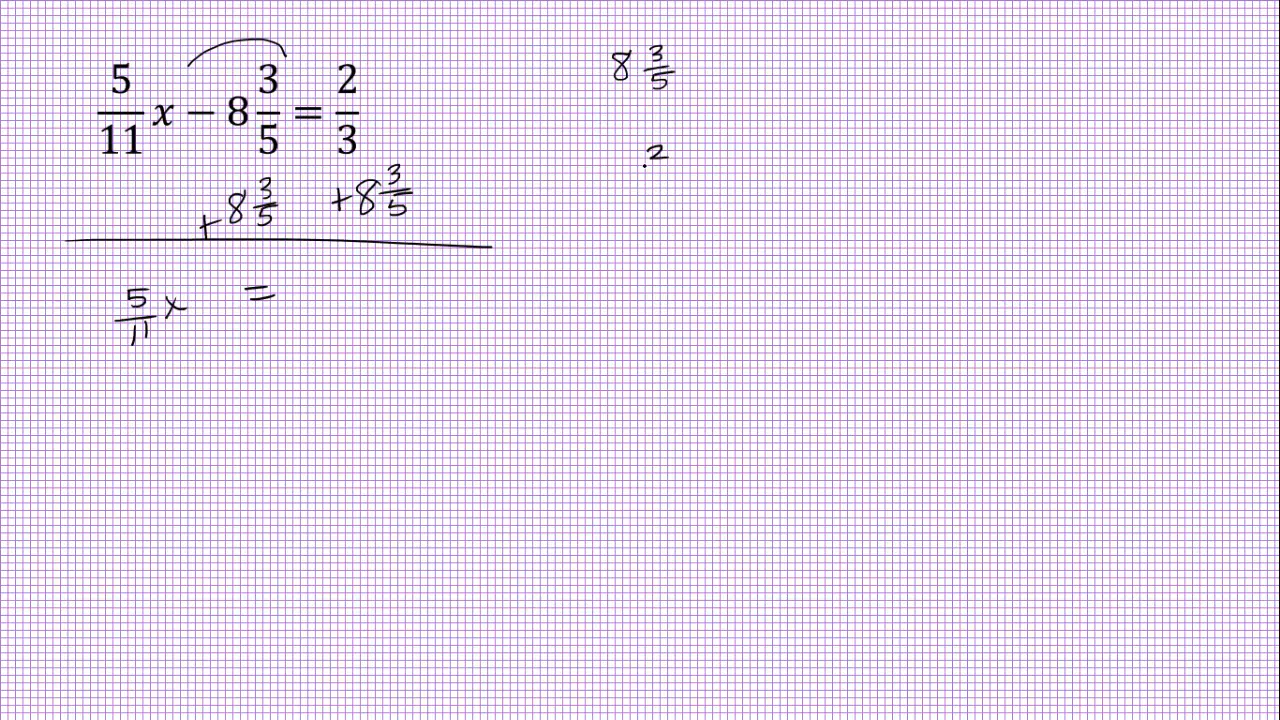 5/11 x − 8 3/5 = 2/3
+8 3/5 +8 3/5
5/11 x =
8 3/5
2